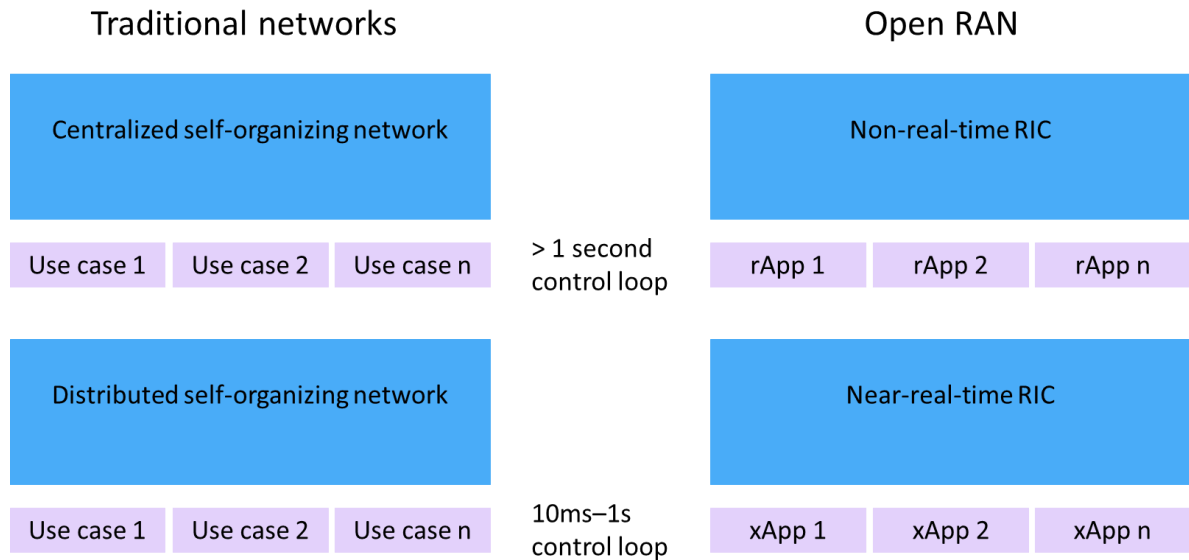 Traditional networks
Open RAN
Centralized self-organizing network
Non-real-time RIC
Use case 1
Use case 2
Use case n
> 1 second
control loop
rApp 1
rApp 2
rApp n
Distributed self-organizing network
Near-real-time RIC
Use case 1
Use case 2
Use case n
10ms–1s
control loop
xApp 1
xApp 2
xApp n